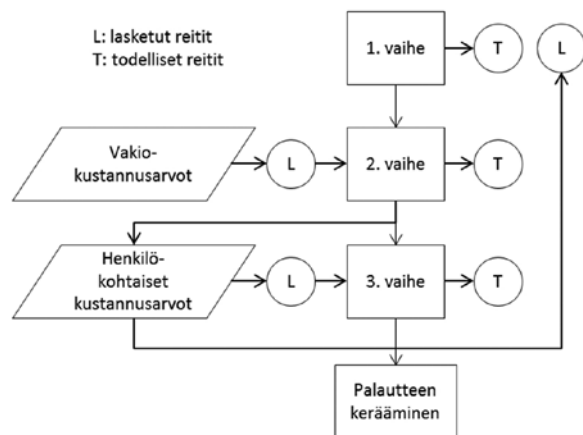 L: lasketut reitit
T: todelliset reitit
1. vaihe
T
L
Vakio-
kustannusarvot
L
2. vaihe
T
Henkilö-
kohtaiset
kustannusarvot
L
3. vaihe
T
Palautteen
kerääminen